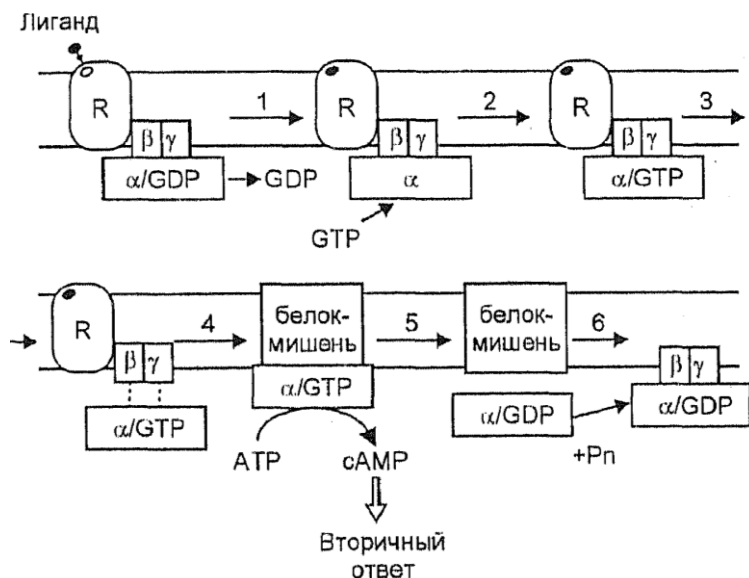 Лиганд
R
β γ
α/GDP
GDP
1
R
β γ
α
GTP
2
R
β γ
α/GTP
3
R
β γ
α/GTP
4
белок-
мишень
α/GTP
ATP
cAMP
Вторичный
ответ
5
белок-
мишень
α/GDP
+Pn
6
β γ
α/GDP